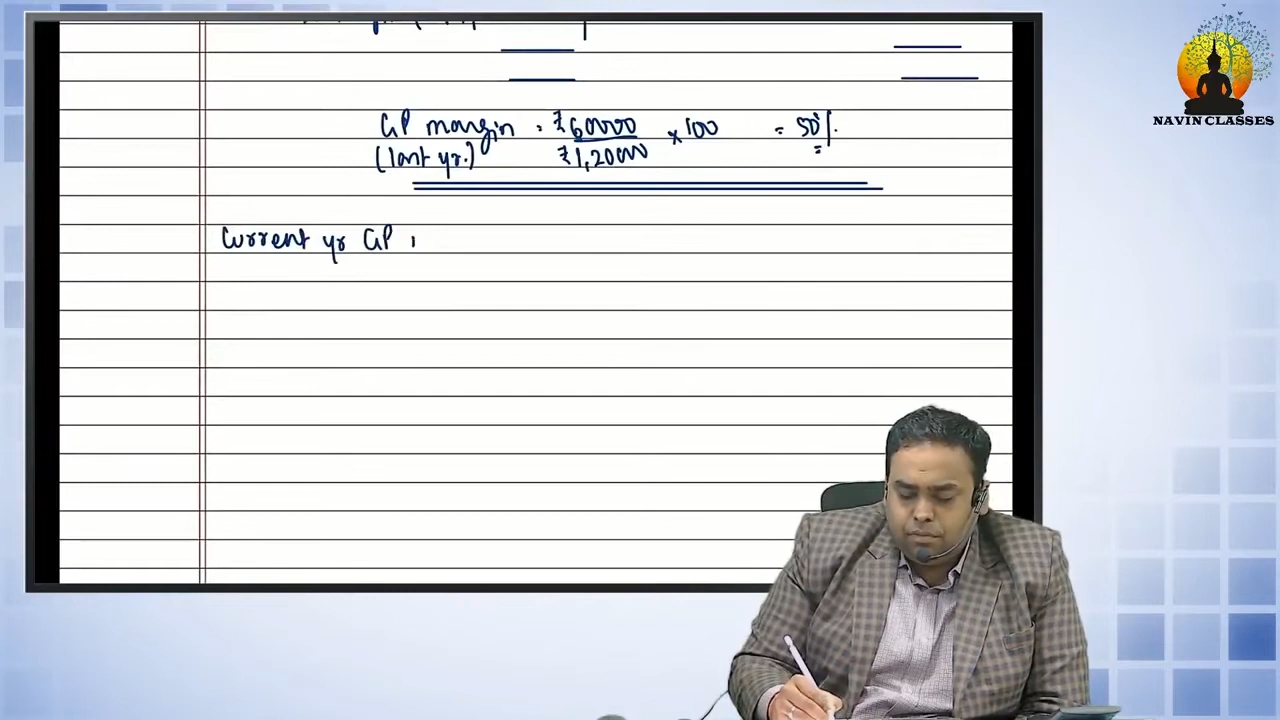 GP margin = ₹60000 × 100 = 50%.
(last yr.) ₹1,20000
Current yr GP
NAVIN CLASSES